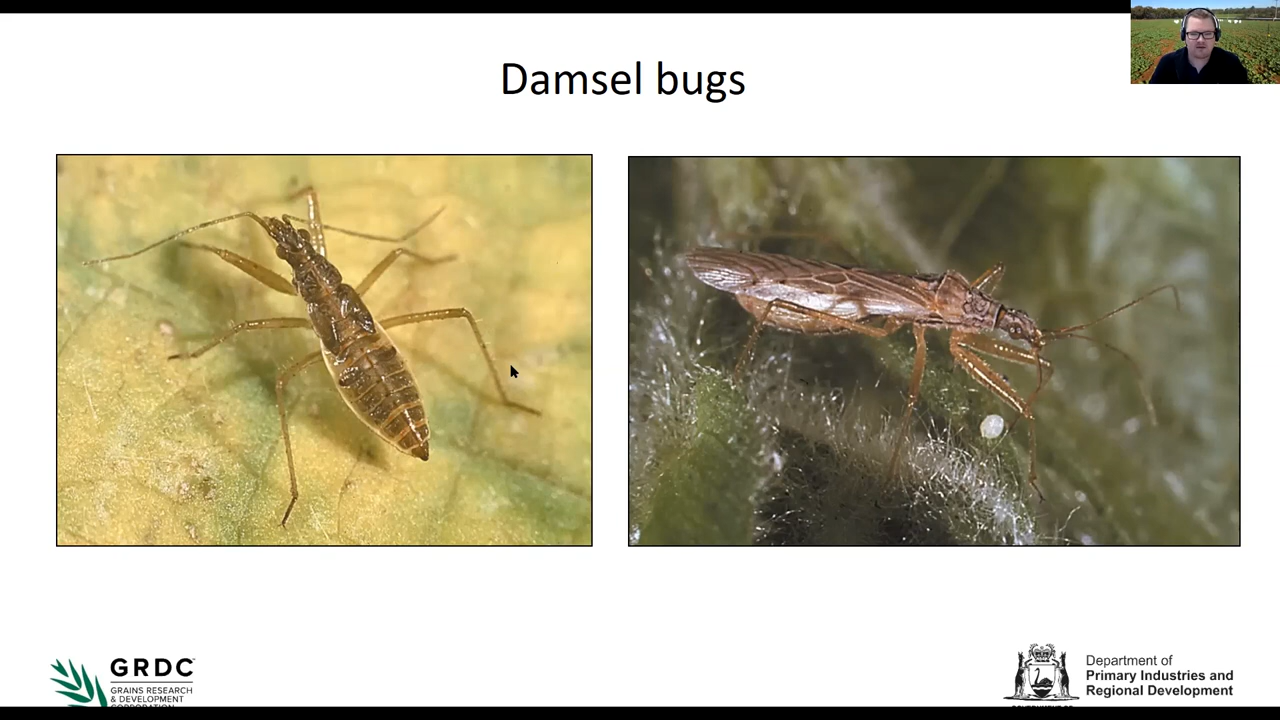 Damsel bugs
GRDC
GRAINS RESEARCH
& DEVELOPMENT
CORPORATION
Department of
Primary Industries and
Regional Development